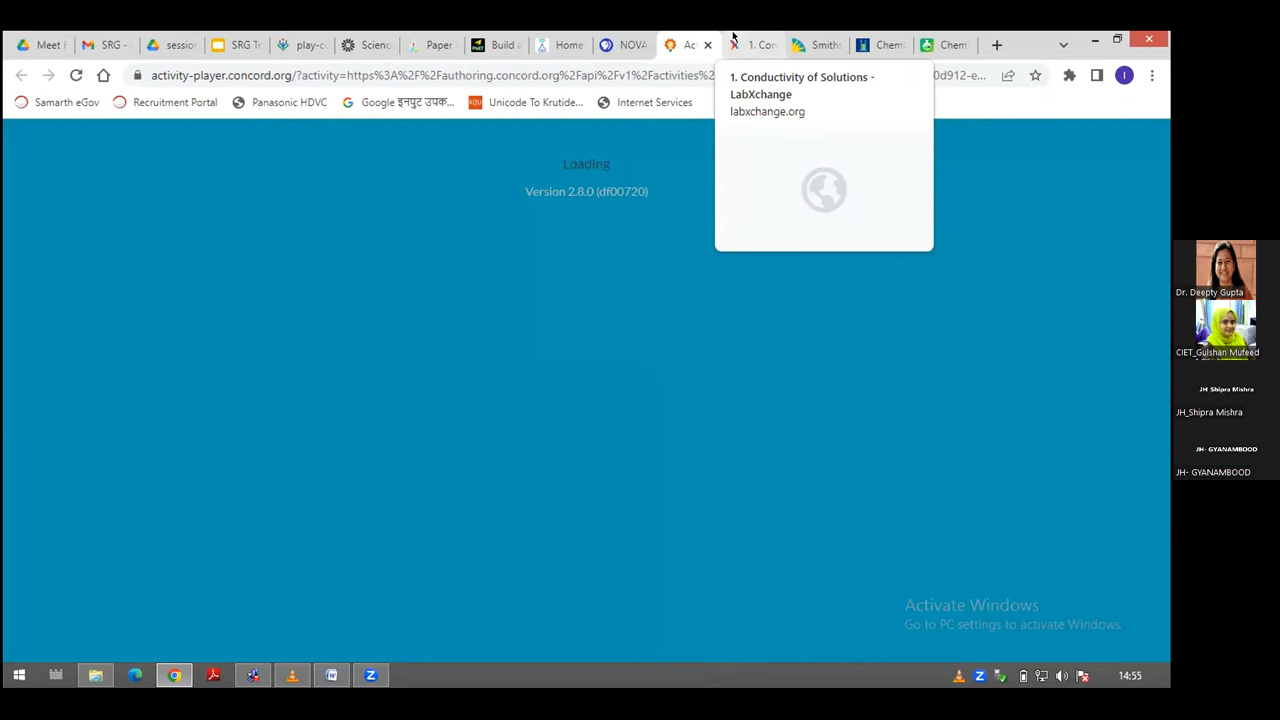 Meet
SRG -
sessio
SRG T
play-c
Scienc
Paper
Build a
Home
NOVA
Ac
1. Con
Smiths
Chem
Chem
activity-player.concord.org/?activity=https%3A%2F%2Fauthoring.concord.org%2Fapi%2Fv1%2Factivities%2
0d912-e...
I
Samarth eGov
Recruitment Portal
Panasonic HDVC
Google इनपुट उपक...
Unicode To Krutide...
Internet Services
1. Conductivity of Solutions -
LabXchange
labxchange.org
Loading
Version 2.8.0 (df00720)
Dr. Deepty Gupta
CIET_Gulshan Mufeed
JH Shipra Mishra
JH_Shipra Mishra
JH- GYANAMBOOD
JH- GYANAMBOOD
Activate Windows
Go to PC settings to activate Windows.
14:55